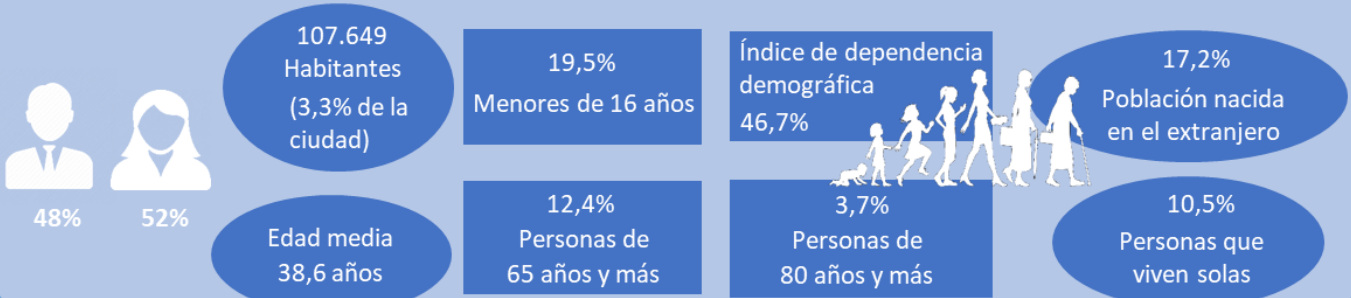 48%
52%
107.649
Habitantes
(3,3% de la
ciudad)
19,5%
Menores de 16 años
Índice de dependencia
demográfica
46,7%
17,2%
Población nacida
en el extranjero
Edad media
38,6 años
12,4%
Personas de
65 años y más
3,7%
Personas de
80 años y más
10,5%
Personas que
viven solas